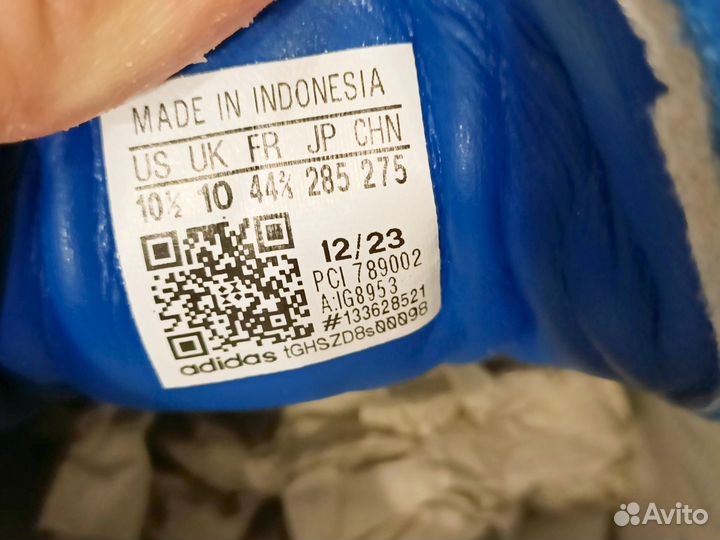 MADE IN INDONESIA
US UK FR JP CHN
10½ 10 44⅔ 285 275
12/23
PCI 789002
A:IG8953
#133628521
adidas tGHSZD8s00098
Avito